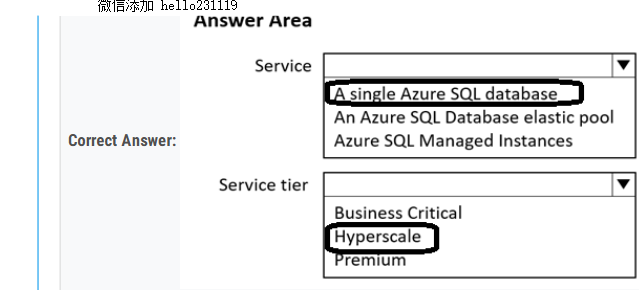 微信添加 hello231119
Answer Area
Service
A single Azure SQL database
An Azure SQL Database elastic pool
Azure SQL Managed Instances
Correct Answer:
Service tier
Business Critical
Hyperscale
Premium